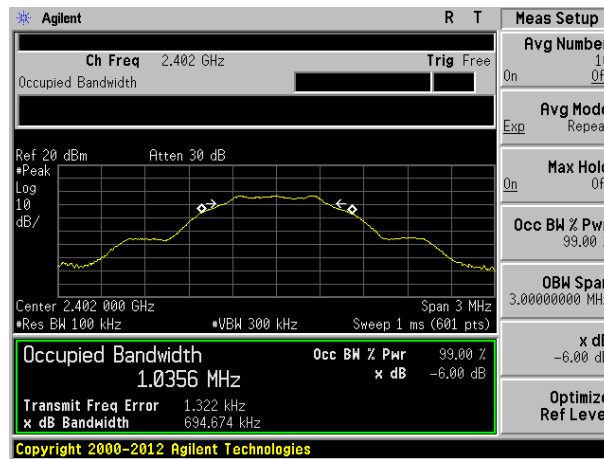 Agilent R T
Ch Freq 2.402 GHz Trig Free
Occupied Bandwidth
Ref 20 dBm Atten 30 dB
#Peak
Log
10
dB/
Center 2.402 000 GHz Span 3 MHz
#Res BW 100 kHz #VBW 300 kHz Sweep 1 ms (601 pts)
Occupied Bandwidth Occ BW % Pwr 99.00 %
1.0356 MHz x dB -6.00 dB
Transmit Freq Error 1.322 kHz
x dB Bandwidth 694.674 kHz
Copyright 2000-2012 Agilent Technologies
Meas Setup
Avg Number
On
Avg Mode
Exp Repea
Max Hold
On
Occ BW % Pwr
99.00
OBW Span
3.00000000 MH
x dB
-6.00 dB
Optimize
Ref Level